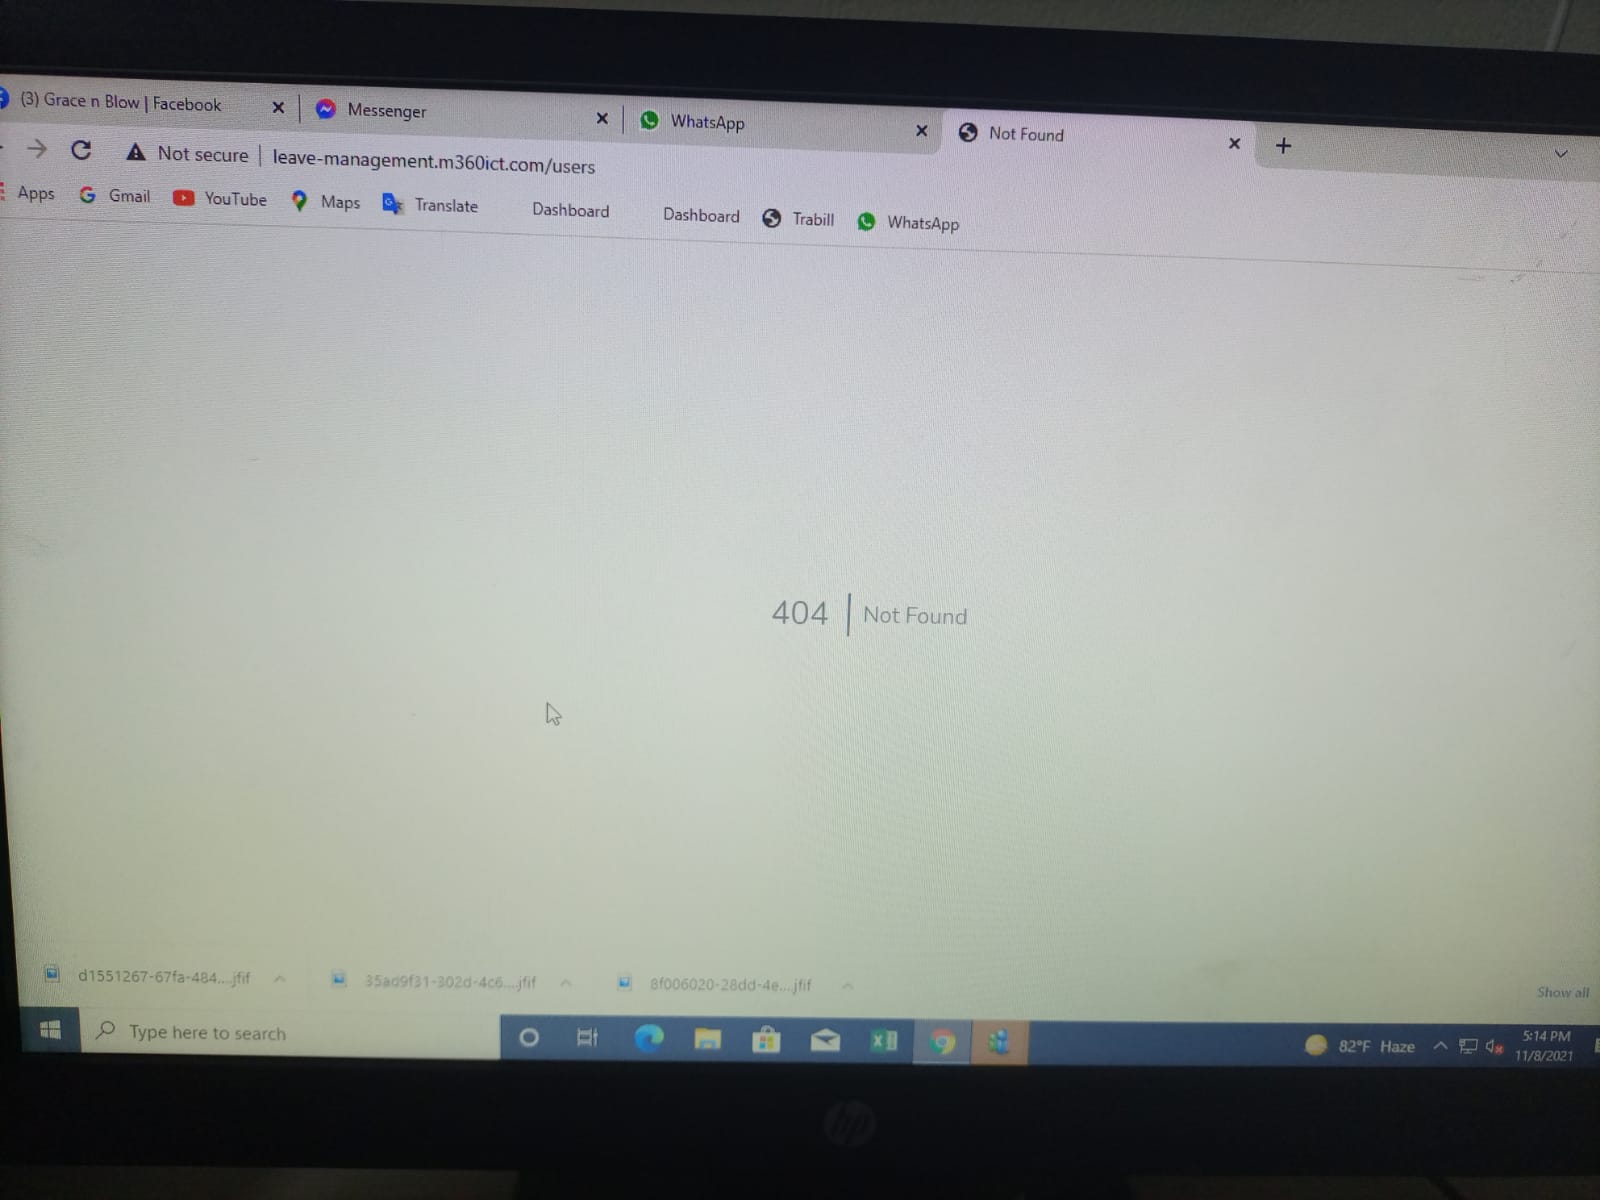 (3) Grace n Blow | Facebook
Messenger
WhatsApp
Not Found
Not secure
leave-management.m360ict.com/users
Apps
Gmail
YouTube
Maps
Translate
Dashboard
Dashboard
Trabill
WhatsApp
404
Not Found
d1551267-67fa-484....jfif
35ad9f31-302d-4c6....jfif
8f006020-28dd-4e....jfif
Show all
Type here to search
82°F Haze
5:14 PM
11/8/2021
hp